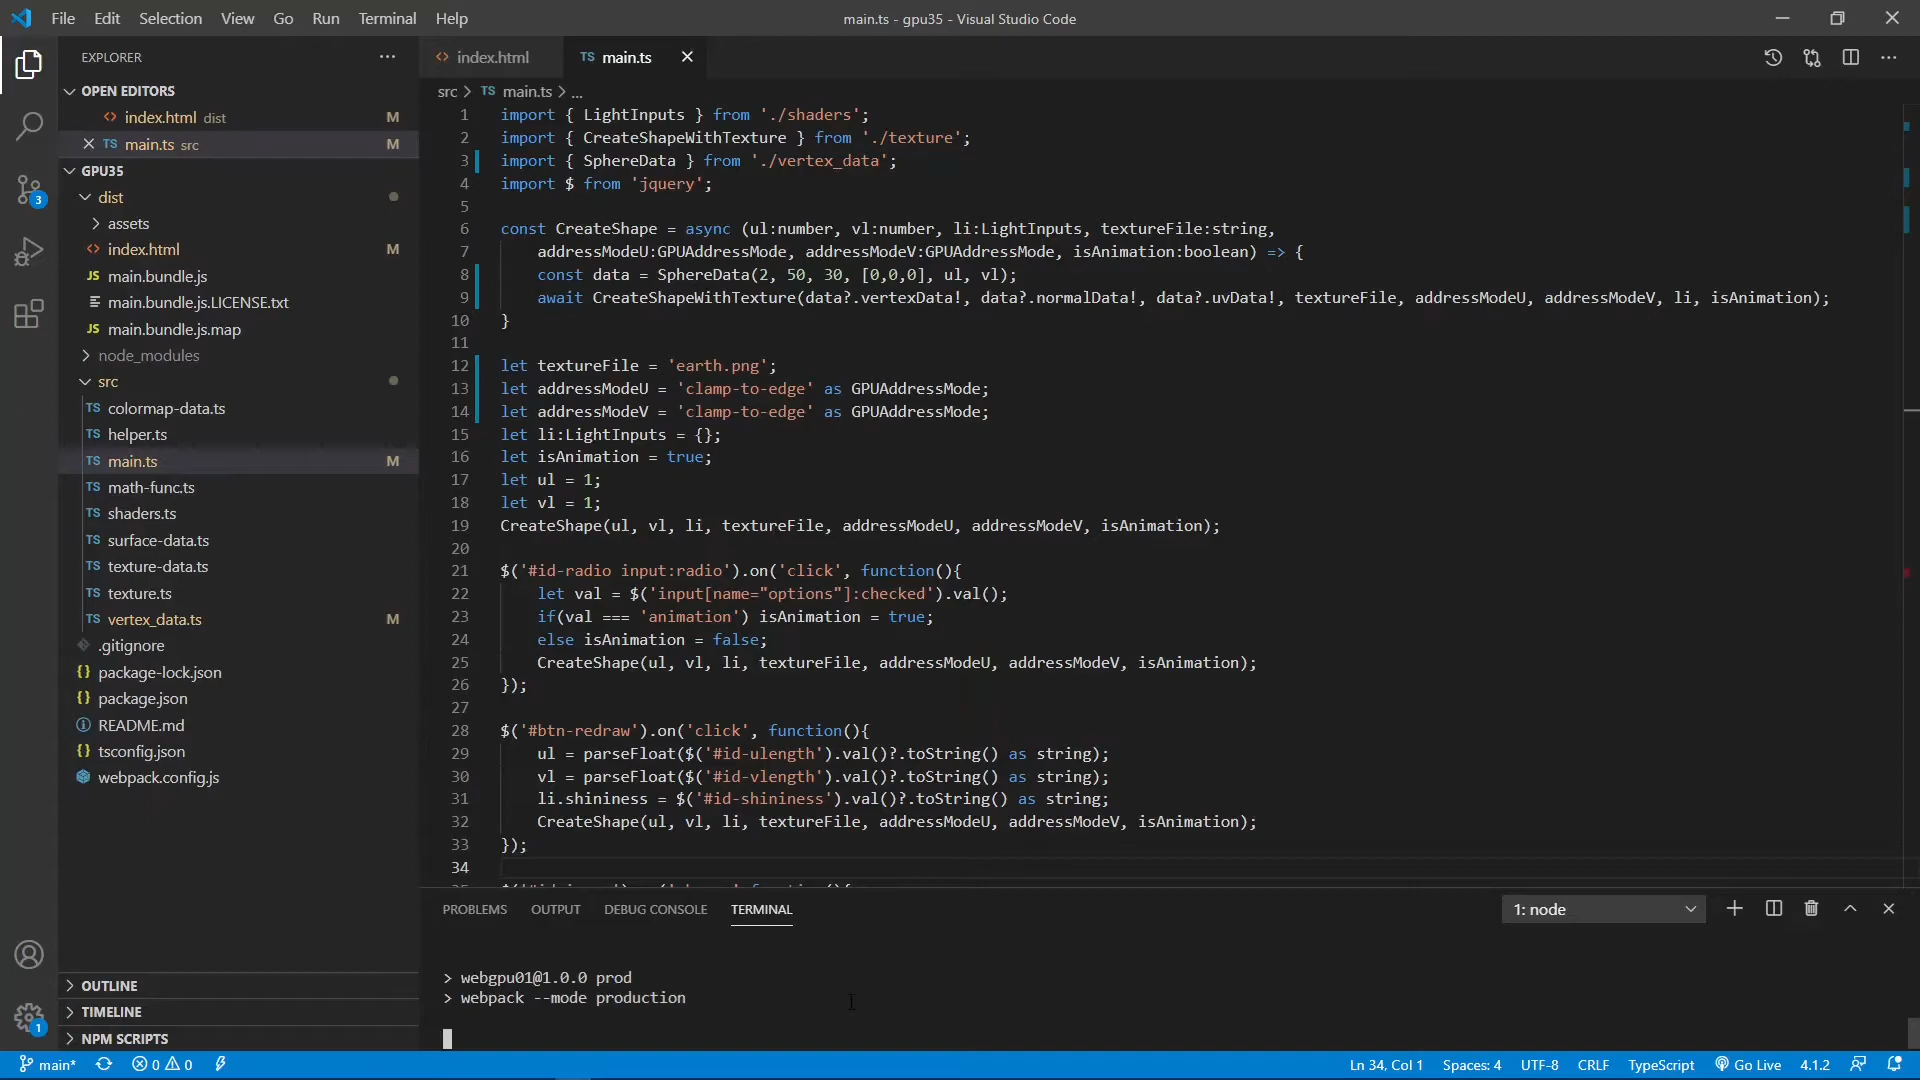 File Edit Selection View Go Run Terminal Help
main.ts - gpu35 - Visual Studio Code
EXPLORER
OPEN EDITORS
index.html dist M
TS main.ts src M
GPU35
dist
assets
index.html M
JS main.bundle.js
main.bundle.js.LICENSE.txt
JS main.bundle.js.map
node_modules
src
TS colormap-data.ts
TS helper.ts
TS main.ts M
TS math-func.ts
TS shaders.ts
TS surface-data.ts
TS texture-data.ts
TS texture.ts
TS vertex_data.ts M
.gitignore
{} package-lock.json
{} package.json
README.md
{} tsconfig.json
webpack.config.js
OUTLINE
TIMELINE
NPM SCRIPTS
3
1
index.html
TS main.ts
src > TS main.ts > ...
1 import { LightInputs } from './shaders';
2 import { CreateShapeWithTexture } from './texture';
3 import { SphereData } from './vertex_data';
4 import $ from 'jquery';
5
6 const CreateShape = async (ul:number, vl:number, li:LightInputs, textureFile:string,
7 addressModeU:GPUAddressMode, addressModeV:GPUAddressMode, isAnimation:boolean) => {
8 const data = SphereData(2, 50, 30, [0,0,0], ul, vl);
9 await CreateShapeWithTexture(data?.vertexData!, data?.normalData!, data?.uvData!, textureFile, addressModeU, addressModeV, li, isAnimation);
10 }
11
12 let textureFile = 'earth.png';
13 let addressModeU = 'clamp-to-edge' as GPUAddressMode;
14 let addressModeV = 'clamp-to-edge' as GPUAddressMode;
15 let li:LightInputs = {};
16 let isAnimation = true;
17 let ul = 1;
18 let vl = 1;
19 CreateShape(ul, vl, li, textureFile, addressModeU, addressModeV, isAnimation);
20
21 $('#id-radio input:radio').on('click', function(){
22 let val = $('input[name="options"]:checked').val();
23 if(val === 'animation') isAnimation = true;
24 else isAnimation = false;
25 CreateShape(ul, vl, li, textureFile, addressModeU, addressModeV, isAnimation);
26 });
27
28 $('#btn-redraw').on('click', function(){
29 ul = parseFloat($('#id-ulength').val()?.toString() as string);
30 vl = parseFloat($('#id-vlength').val()?.toString() as string);
31 li.shininess = $('#id-shininess').val()?.toString() as string;
32 CreateShape(ul, vl, li, textureFile, addressModeU, addressModeV, isAnimation);
33 });
34
PROBLEMS OUTPUT DEBUG CONSOLE TERMINAL
1: node
> webgpu01@1.0.0 prod
> webpack --mode production
main* 0 0
Ln 34, Col 1 Spaces: 4 UTF-8 CRLF TypeScript Go Live 4.1.2